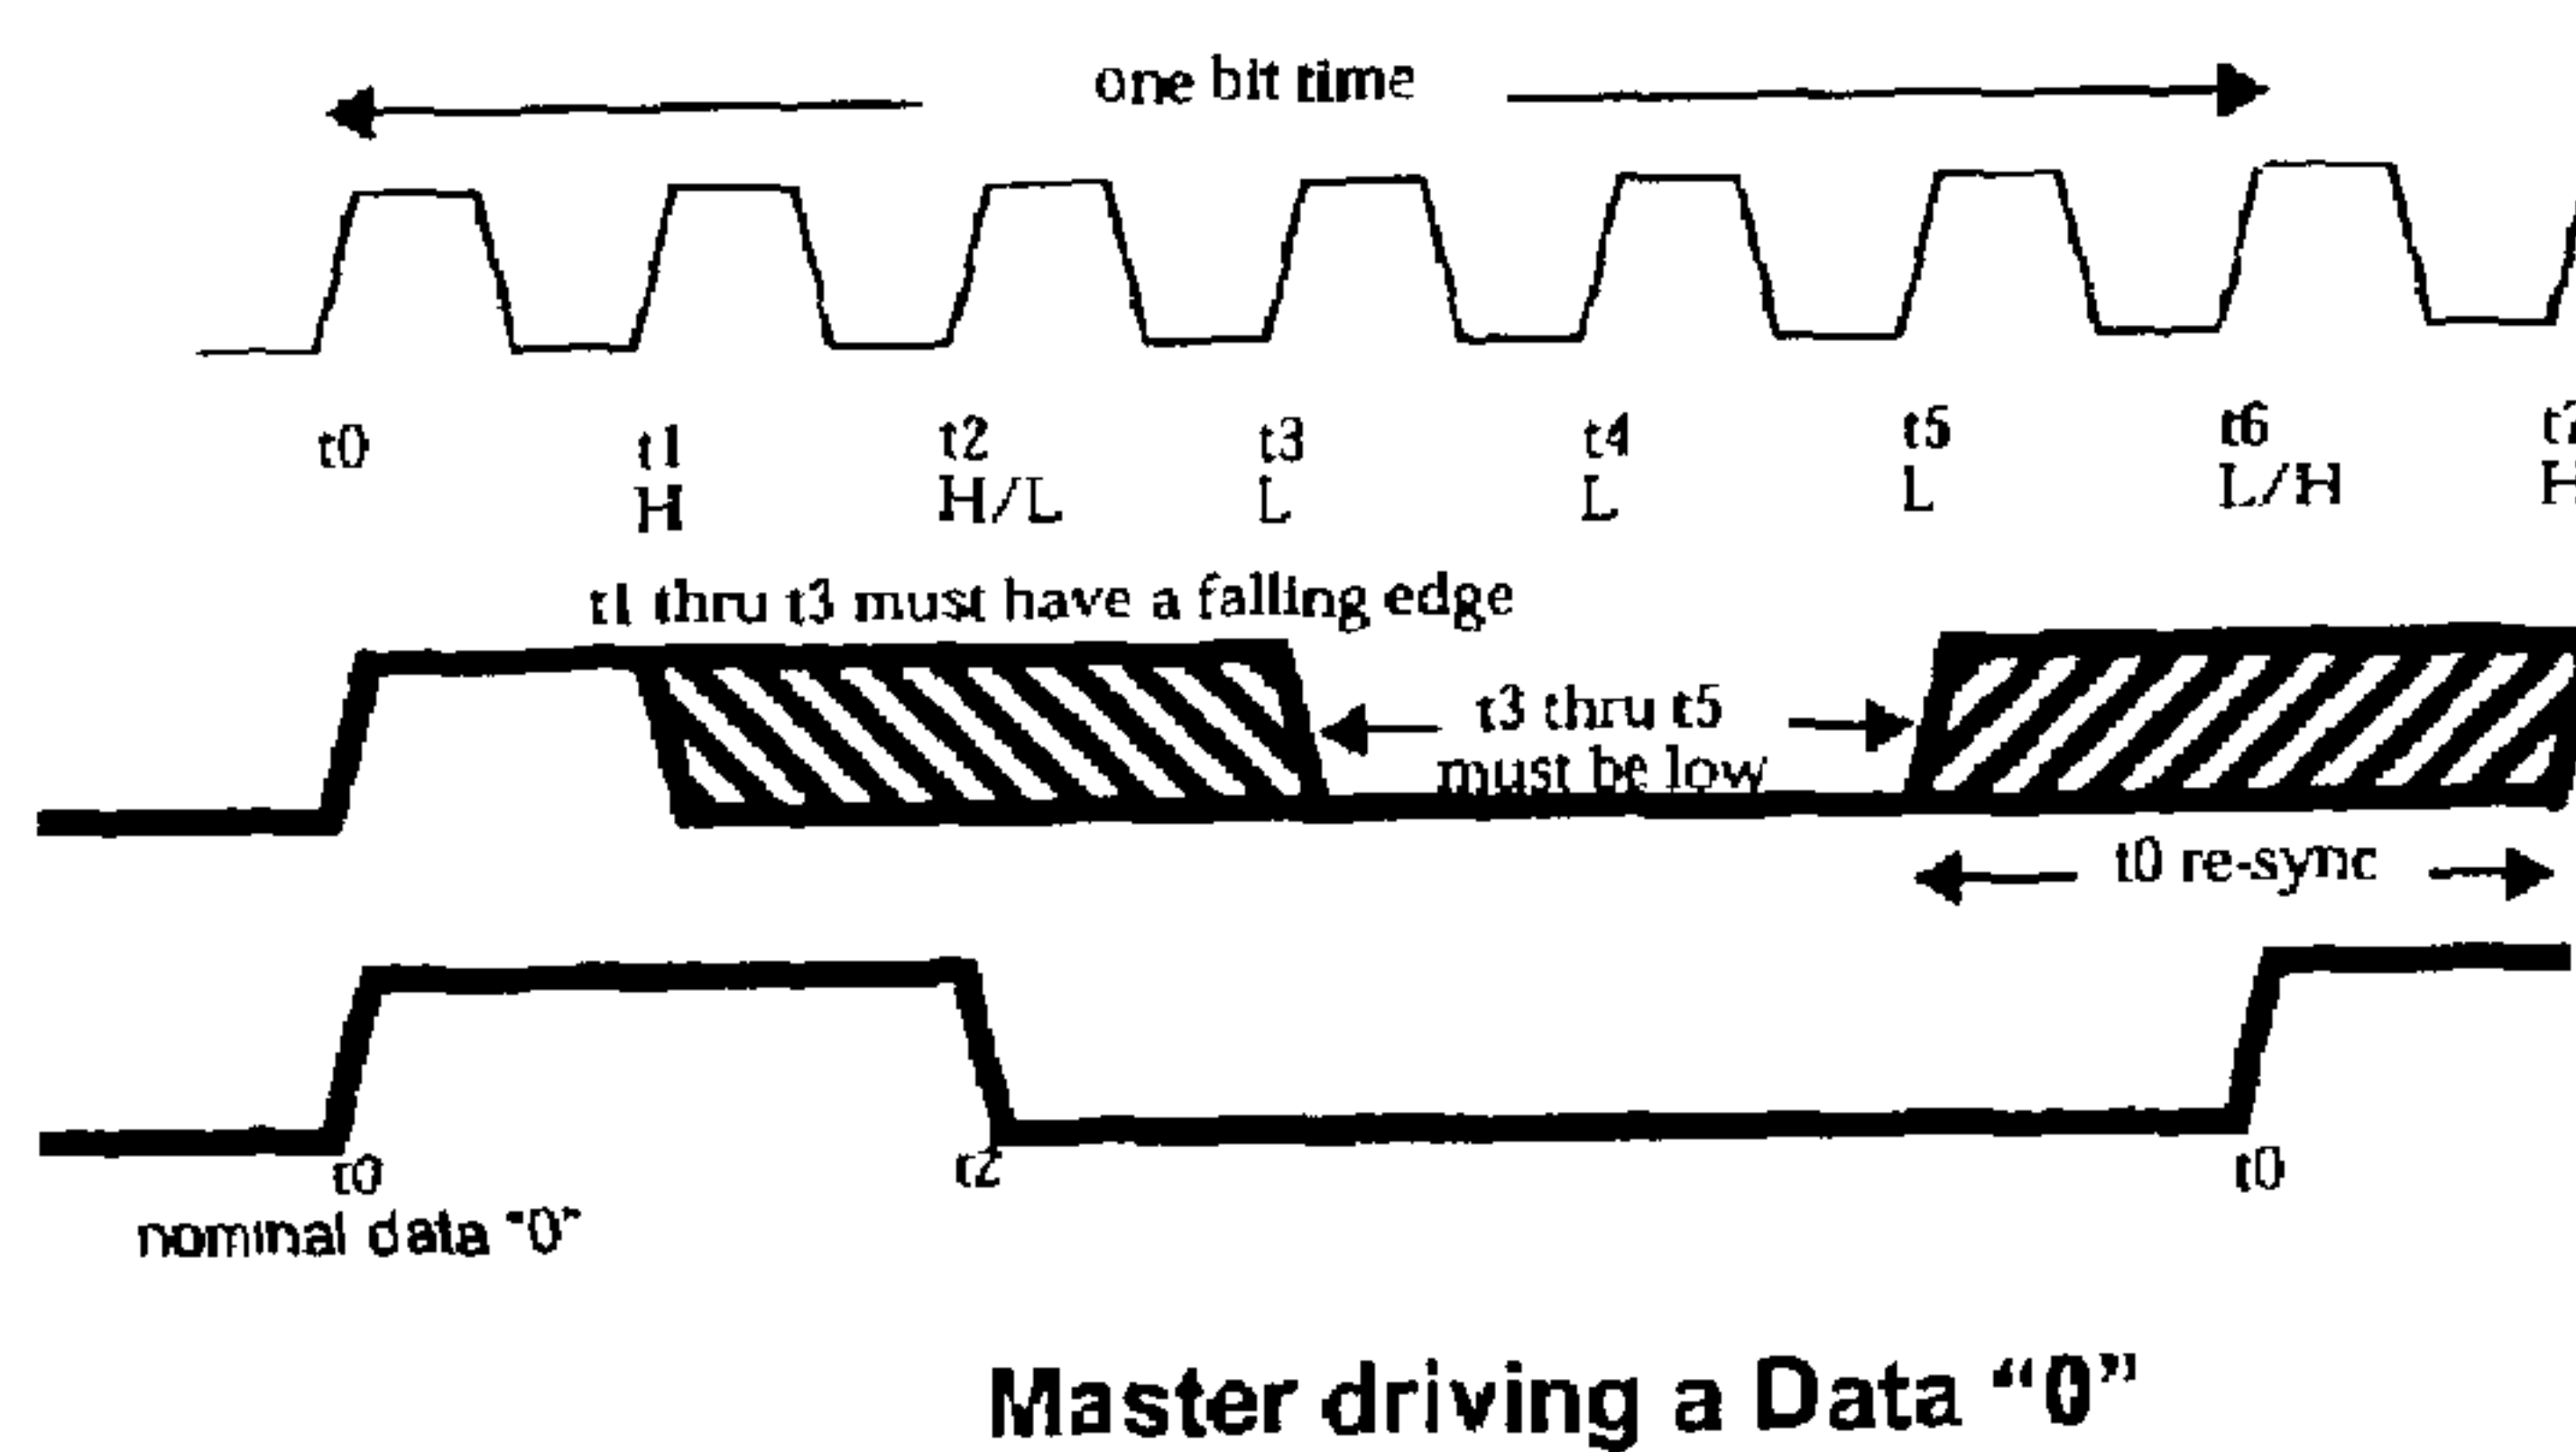 one bit time
t0 t1 t2 t3 t4 t5 t6
H H/L L L L L/H H
t1 thru t3 must have a falling edge
t3 thru t5
must be low
t0 re-sync
t0 t2 t0
nominal data "0"
Master driving a Data “0”